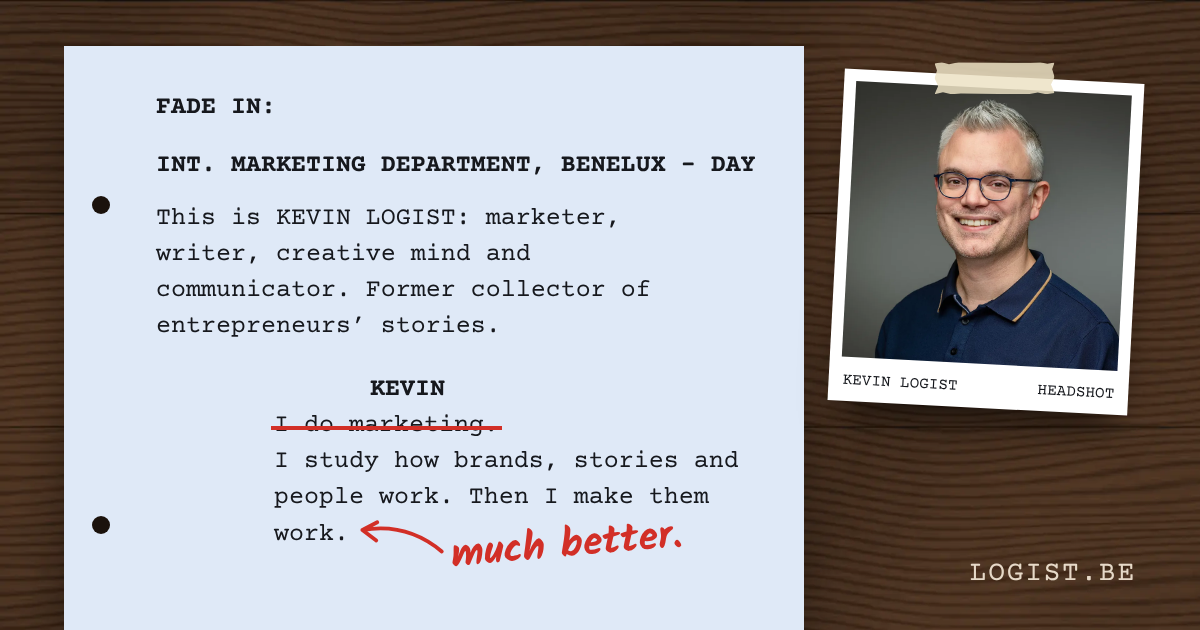 FADE IN:
INT. MARKETING DEPARTMENT, BENELUX – DAY
This is KEVIN LOGIST: marketer,
writer, creative mind and
communicator. Former collector of
entrepreneurs’ stories.
KEVIN
I do marketing.
I study how brands, stories and
people work. Then I make them
work.
much better.
KEVIN LOGIST
HEADSHOT
LOGIST.BE